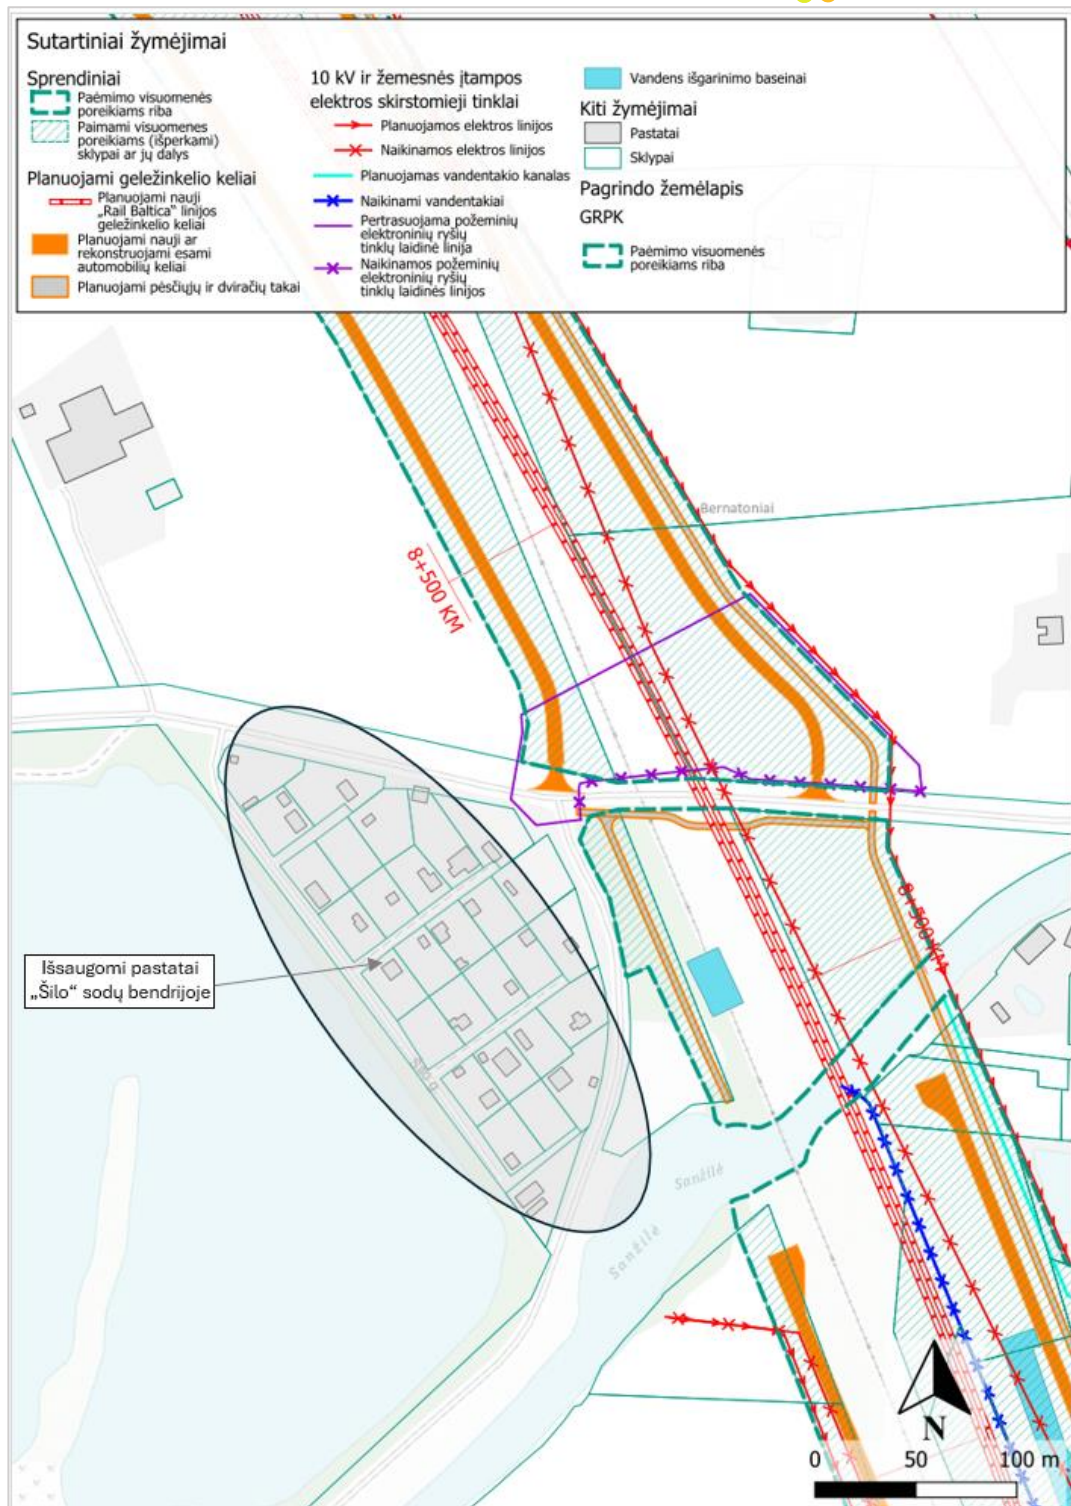 Sutartiniai žymėjimai
Sprendiniai
Paėmimo visuomenės
poreikiams riba
Paimami visuomenes
poreikiams (išperkami)
sklypai ar jų dalys
Planuojami geležinkelio keliai
Planuojami nauji
„Rail Baltica" linijos
geležinkelio keliai
Planuojami nauji ar
rekonstruojami esami
automobilių keliai
Planuojami pėsčiųjų ir dviračių takai
10 kV ir žemesnės įtampos
elektros skirstomieji tinklai
Planuojamos elektros linijos
Naikinamos elektros linijos
Planuojamas vandentakio kanalas
Naikinami vandentakiai
Pertrasuojama požeminių
elektroninių ryšių
tinklų laidinė linija
Naikinamos požeminių
elektroninių ryšių
tinklų laidinės linijos
Vandens išgarinimo baseinai
Kiti žymėjimai
Pastatai
Sklypai
Pagrindo žemėlapis
GRPK
Paėmimo visuomenės
poreikiams riba
Bernatoniai
8+500 KM
8+500 KM
Išsaugomi pastatai
„Šilo“ sodų bendrijoje
Sanžilė
Sanžilė
N
0 50 100 m